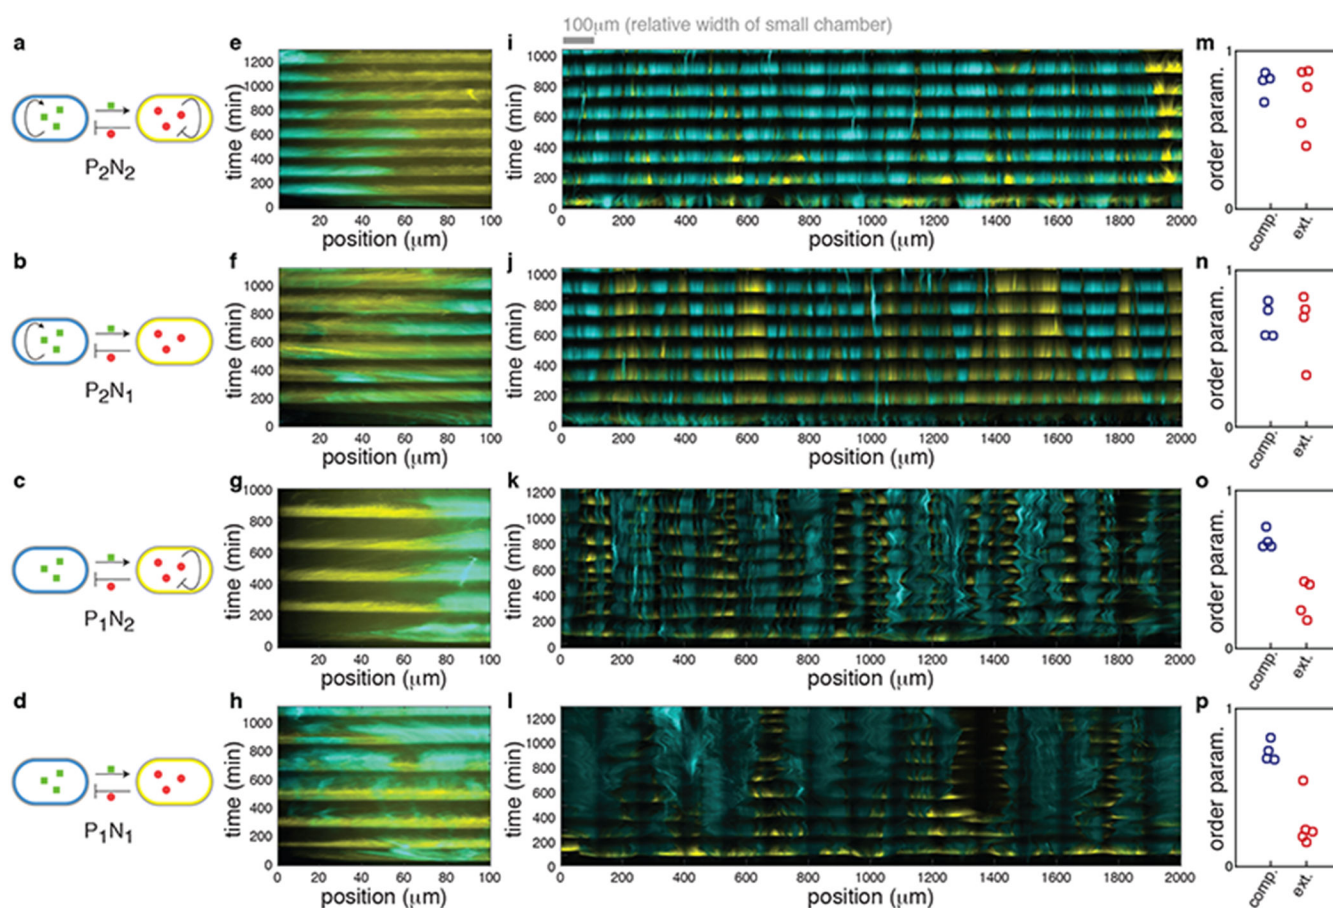 100μm (relative width of small chamber)
a
e
i
m
P2N2
time (min)
0
200
400
600
800
1000
1200
20
40
60
80
100
position (μm)
time (min)
0
200
400
600
800
1000
0
200
400
600
800
1000
1200
1400
1600
1800
2000
position (μm)
order param.
1
0
comp.
ext.
b
f
j
n
P2N1
time (min)
0
200
400
600
800
1000
20
40
60
80
100
position (μm)
time (min)
0
200
400
600
800
1000
0
200
400
600
800
1000
1200
1400
1600
1800
2000
position (μm)
order param.
1
0
comp.
ext.
c
g
k
o
P1N2
time (min)
0
200
400
600
800
1000
20
40
60
80
100
position (μm)
time (min)
0
200
400
600
800
1000
1200
0
200
400
600
800
1000
1200
1400
1600
1800
2000
position (μm)
order param.
1
0
comp.
ext.
d
h
l
p
P1N1
time (min)
0
200
400
600
800
1000
20
40
60
80
100
position (μm)
time (min)
0
200
400
600
800
1000
1200
0
200
400
600
800
1000
1200
1400
1600
1800
2000
position (μm)
order param.
1
0
comp.
ext.